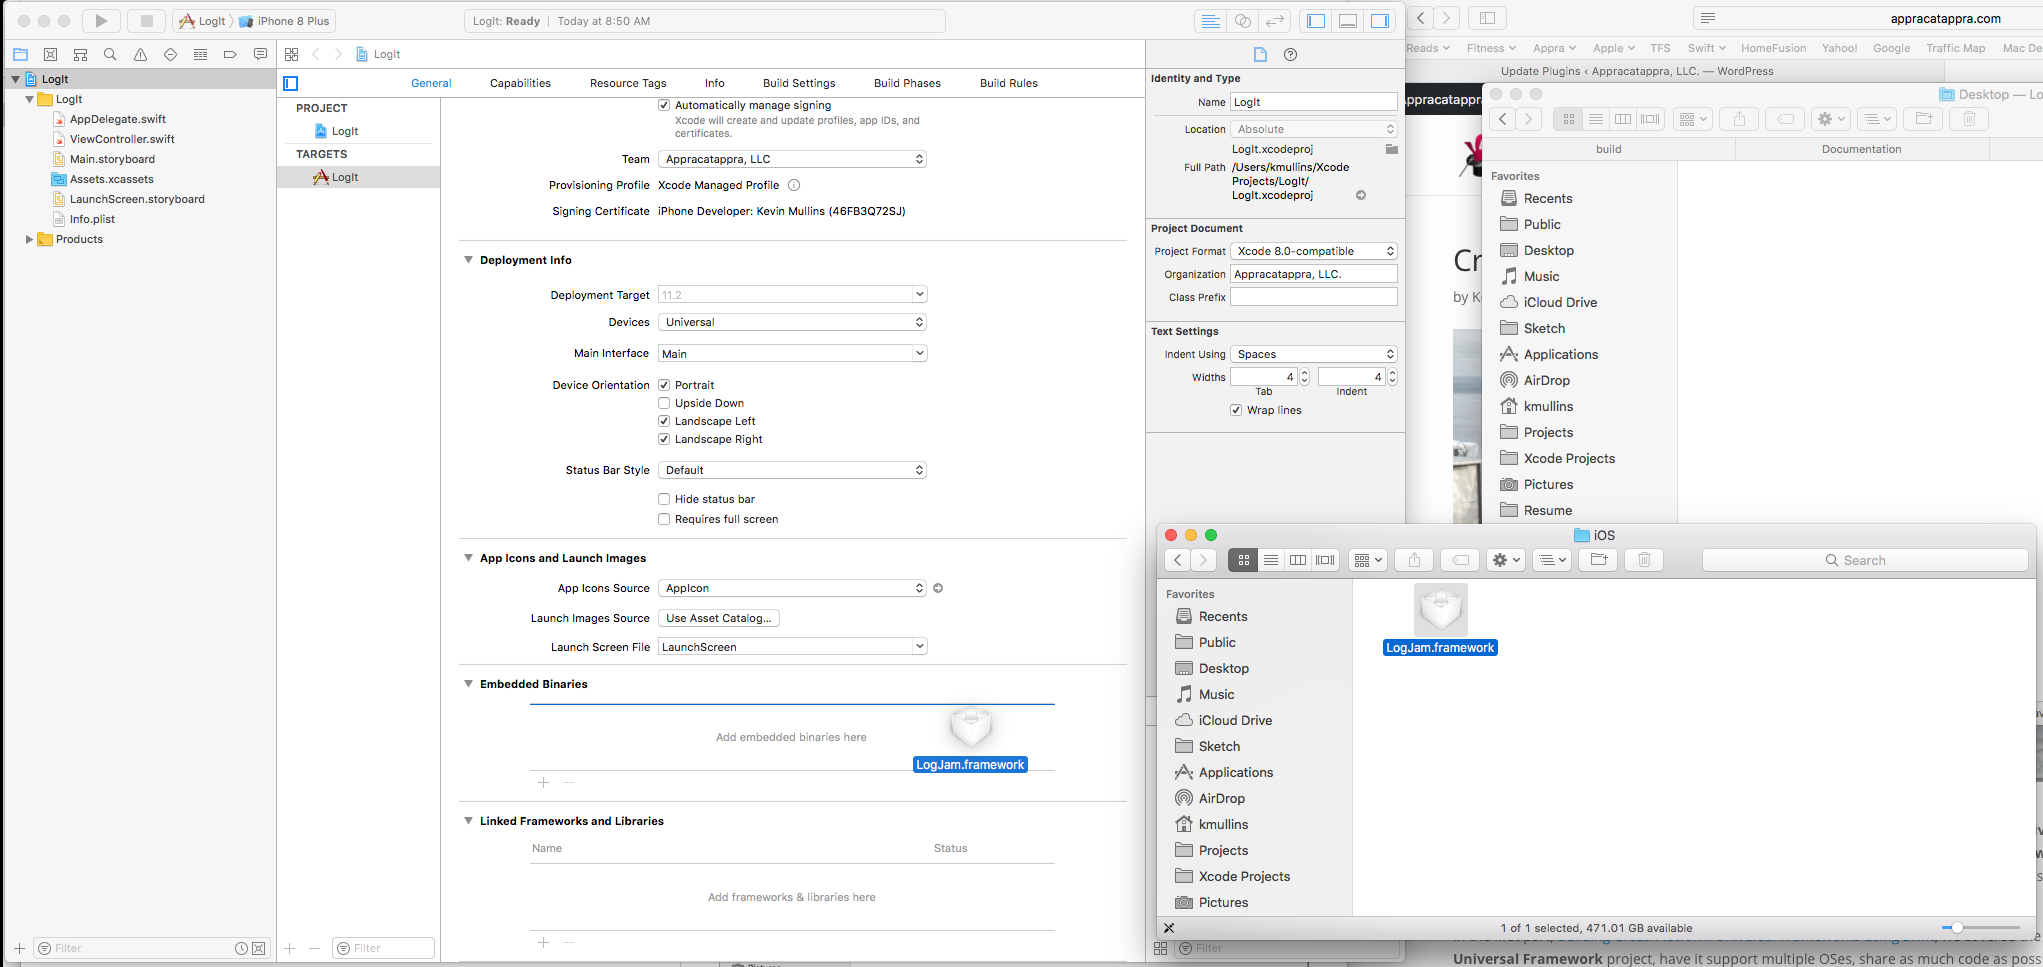 LogIt
iPhone 8 Plus
LogIt: Ready | Today at 8:50 AM
LogIt
LogIt
LogIt
AppDelegate.swift
ViewController.swift
Main.storyboard
Assets.xcassets
LaunchScreen.storyboard
Info.plist
Products
Filter
General
Capabilities
Resource Tags
Info
Build Settings
Build Phases
Build Rules
PROJECT
LogIt
TARGETS
LogIt
Filter
Automatically manage signing
Xcode will create and update profiles, app IDs, and
certificates.
Team Appracatappra, LLC
Provisioning Profile Xcode Managed Profile
Signing Certificate iPhone Developer: Kevin Mullins (46FB3Q72SJ)
Deployment Info
Deployment Target 11.2
Devices Universal
Main Interface Main
Device Orientation Portrait
Upside Down
Landscape Left
Landscape Right
Status Bar Style Default
Hide status bar
Requires full screen
App Icons and Launch Images
App Icons Source AppIcon
Launch Images Source Use Asset Catalog...
Launch Screen File LaunchScreen
Embedded Binaries
Add embedded binaries here
LogJam.framework
Linked Frameworks and Libraries
Name Status
Add frameworks & libraries here
Identity and Type
Name LogIt
Location Absolute
LogIt.xcodeproj
Full Path /Users/kmullins/Xcode
Projects/LogIt/
LogIt.xcodeproj
Project Document
Project Format Xcode 8.0-compatible
Organization Appracatappra, LLC.
Class Prefix
Text Settings
Indent Using Spaces
Widths 4 4
Tab Indent
Wrap lines
Filter
appracatappra.com
Reads Fitness Appra Apple TFS Swift HomeFusion Yahoo! Google Traffic Map Mac De
Update Plugins ‹ Appracatappra, LLC. — WordPress
Appracatappra
Cr
by K
Desktop — Lo
build
Documentation
Favorites
Recents
Public
Desktop
Music
iCloud Drive
Sketch
Applications
AirDrop
kmullins
Projects
Xcode Projects
Pictures
Resume
iOS
Search
Favorites
Recents
Public
Desktop
Music
iCloud Drive
Sketch
Applications
AirDrop
kmullins
Projects
Xcode Projects
Pictures
LogJam.framework
1 of 1 selected, 471.01 GB available
Universal Framework project, have it support multiple OSes, share as much code as poss